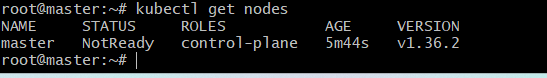 root@master:~# kubectl get nodes
NAME STATUS ROLES AGE VERSION
master NotReady control-plane 5m44s v1.36.2
root@master:~#